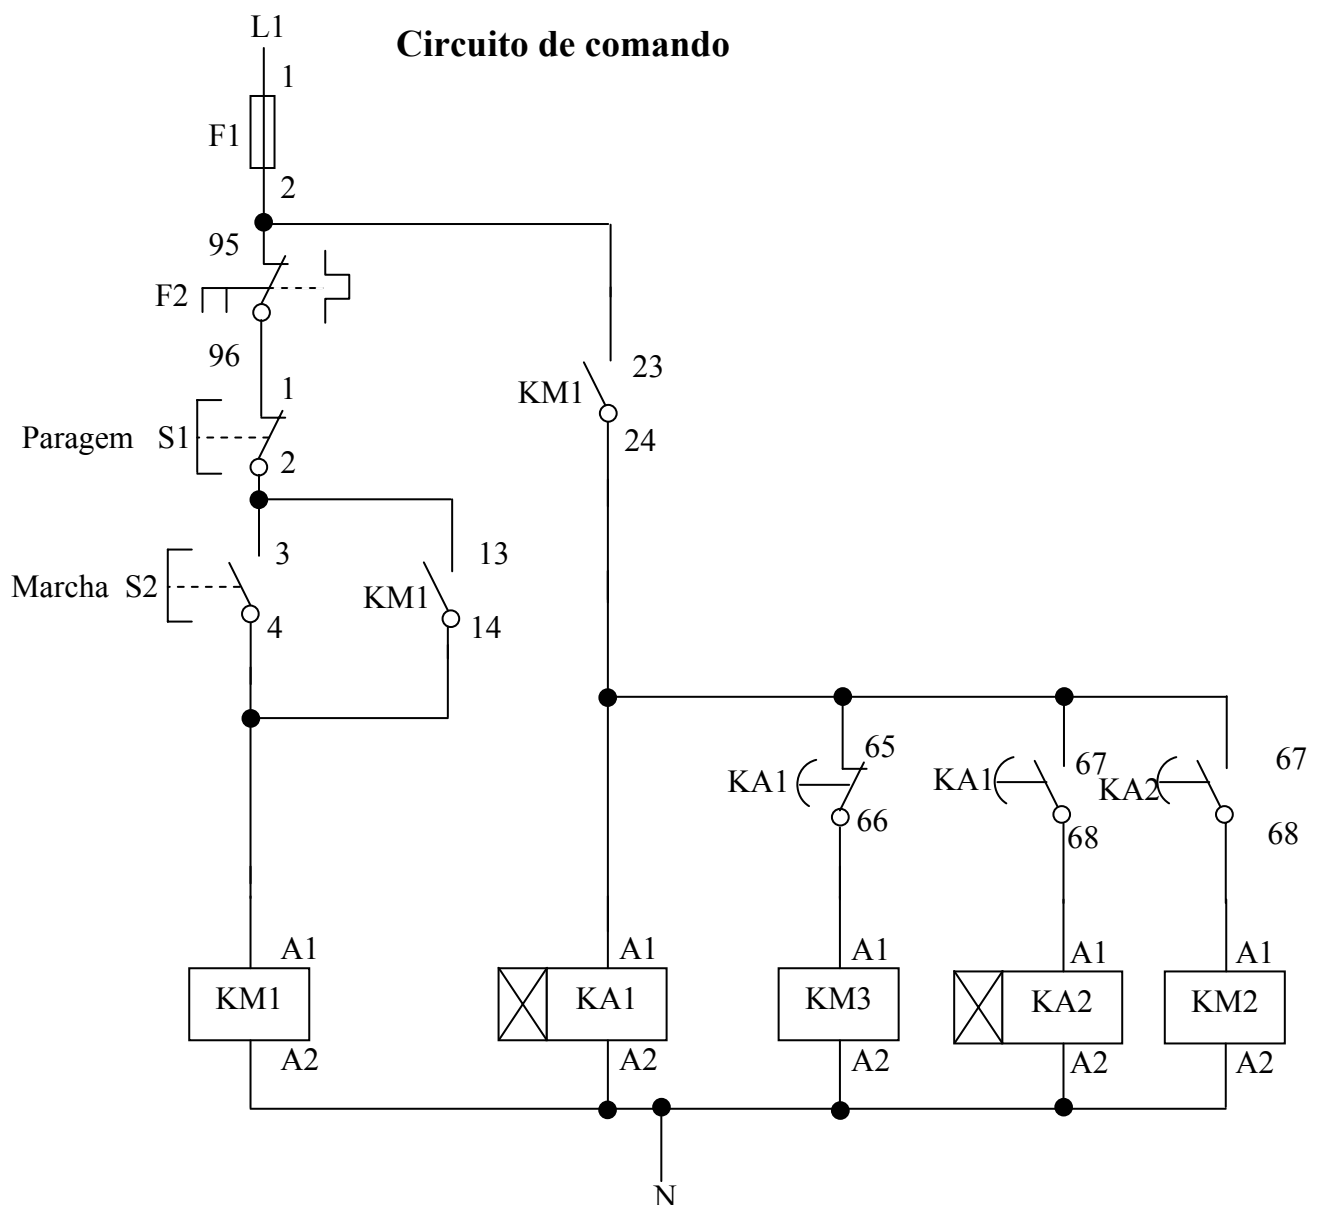 L1
Circuito de comando
1
F1
2
95
F2
96
23
KM1
24
1
Paragem S1
2
3
13
Marcha S2
KM1
4
14
65
67
67
KA1
KA1
KA2
66
68
68
A1
A1
A1
A1
A1
KM1
KA1
KM3
KA2
KM2
A2
A2
A2
A2
A2
N